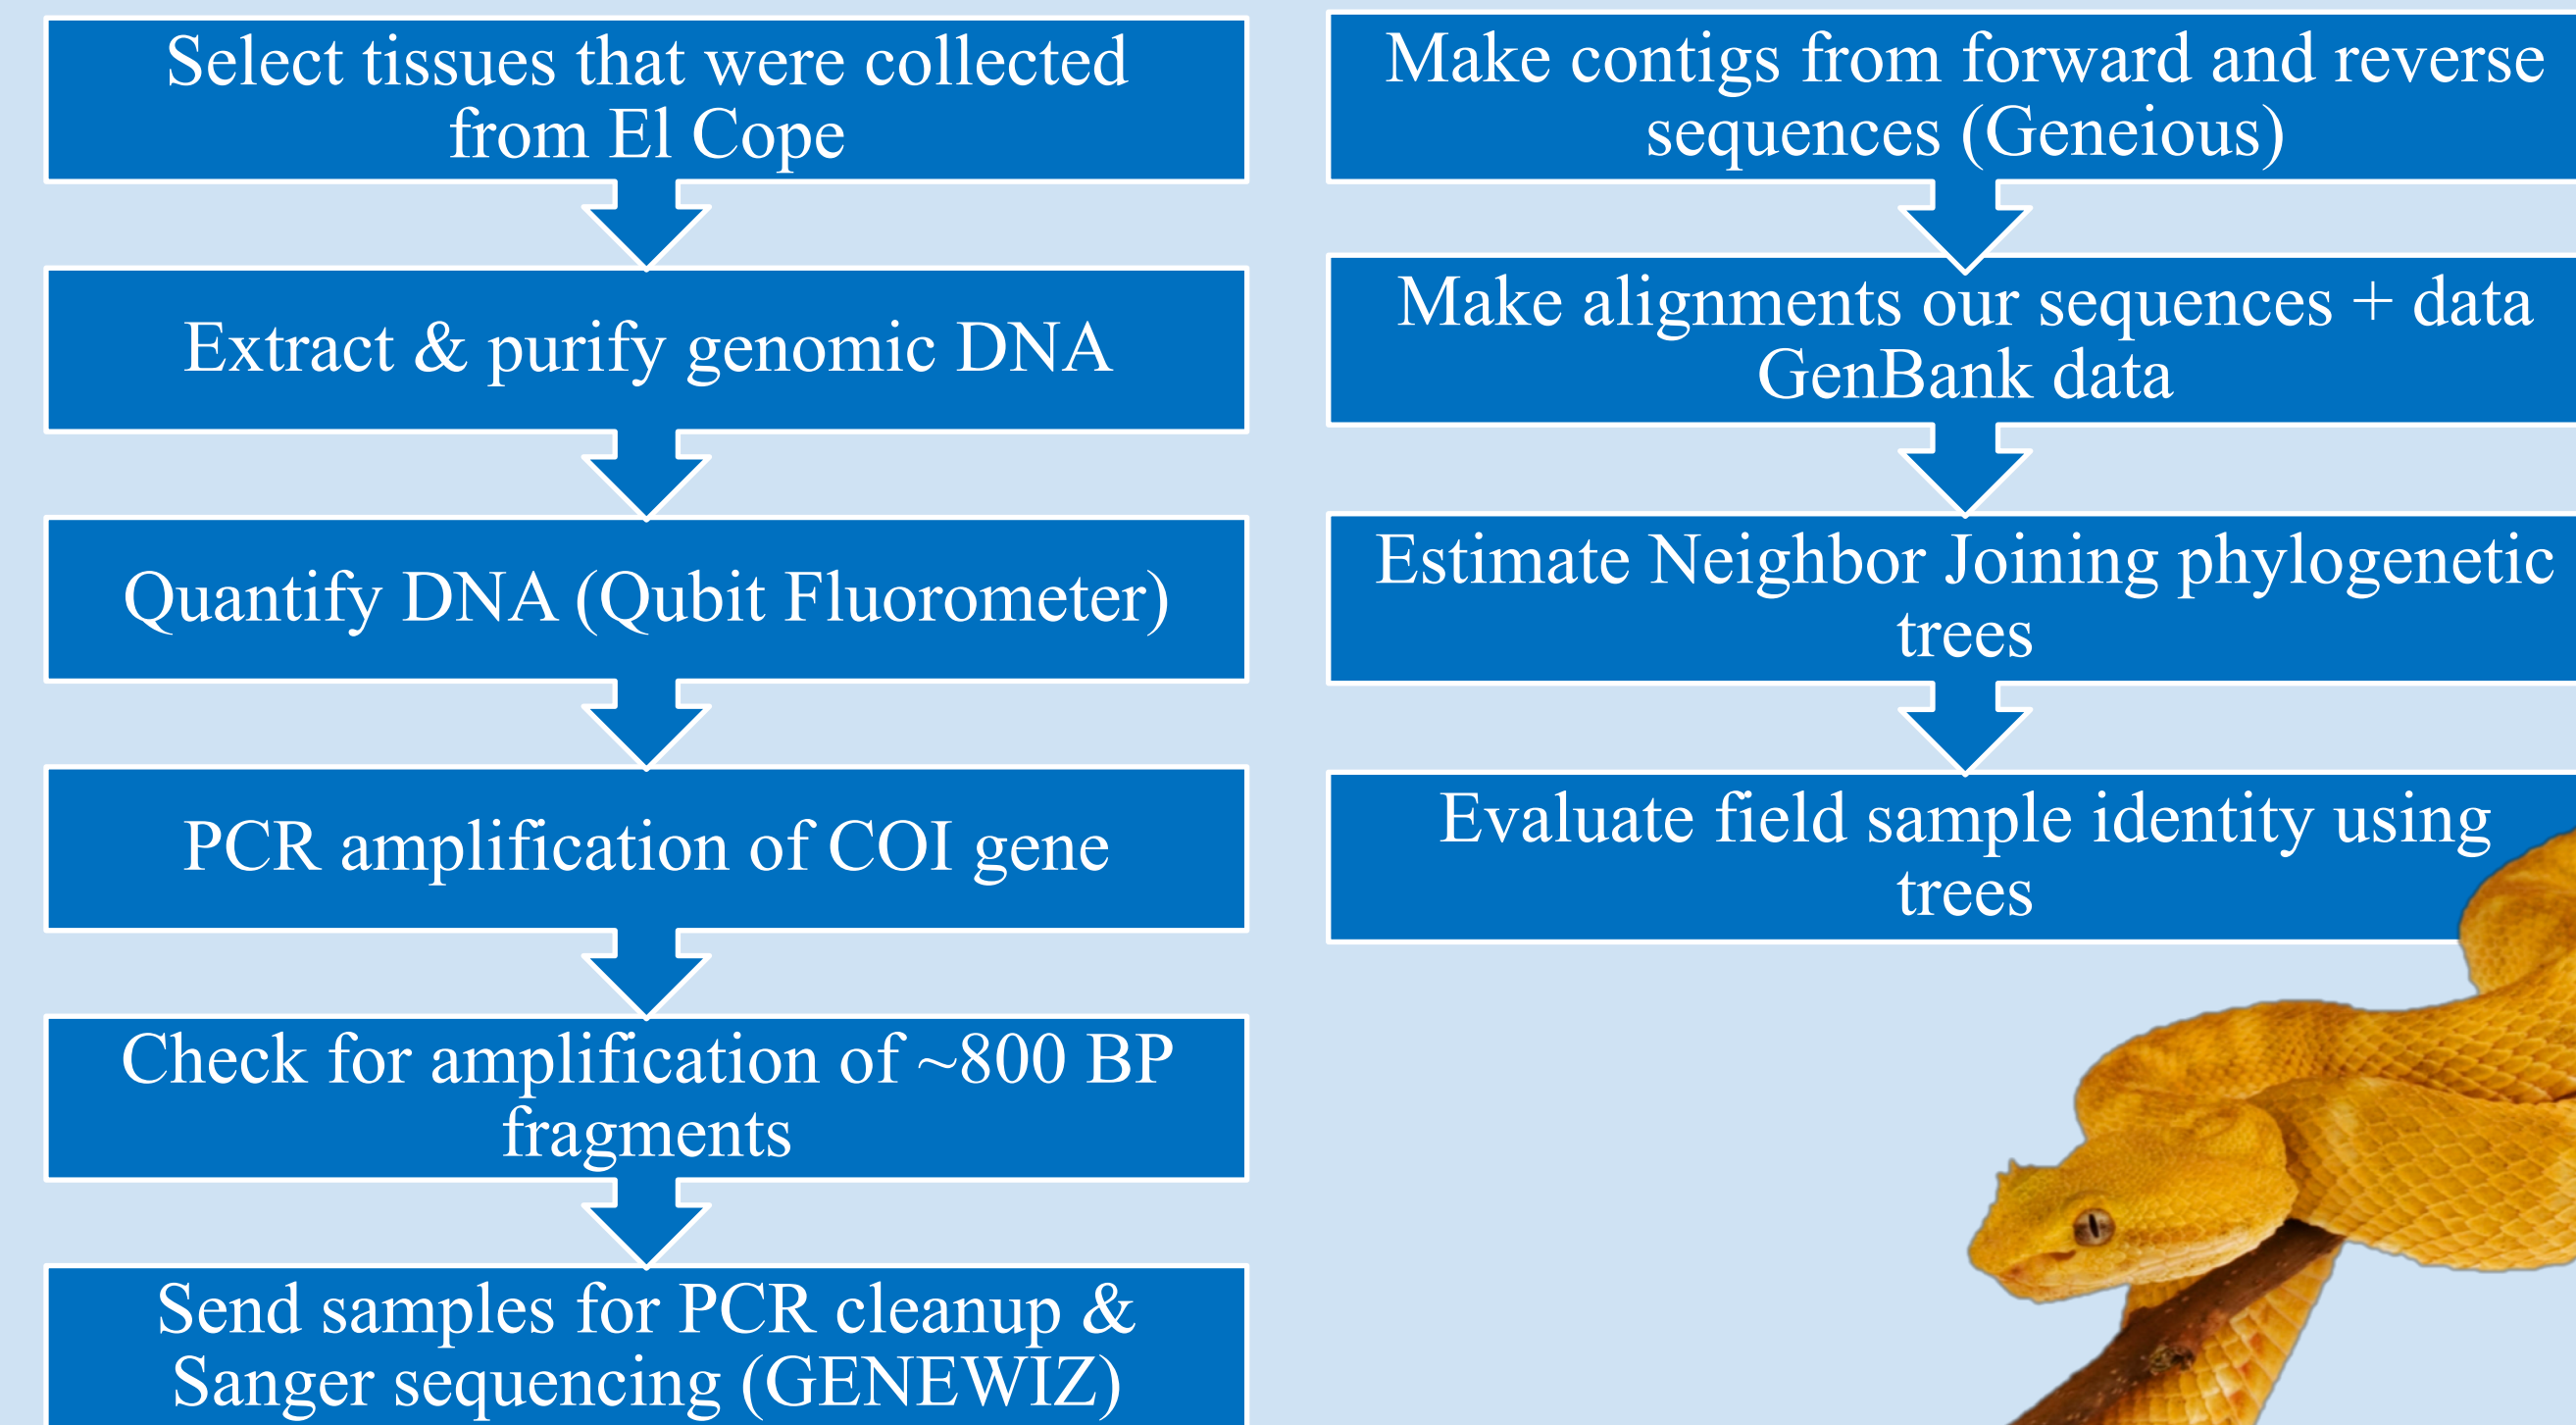 Select tissues that were collected
from El Cope
Extract & purify genomic DNA
Quantify DNA (Qubit Fluorometer)
PCR amplification of COI gene
Check for amplification of ~800 BP
fragments
Send samples for PCR cleanup &
Sanger sequencing (GENEWIZ)
Make contigs from forward and reverse
sequences (Geneious)
Make alignments our sequences + data
GenBank data
Estimate Neighbor Joining phylogenetic
trees
Evaluate field sample identity using
trees